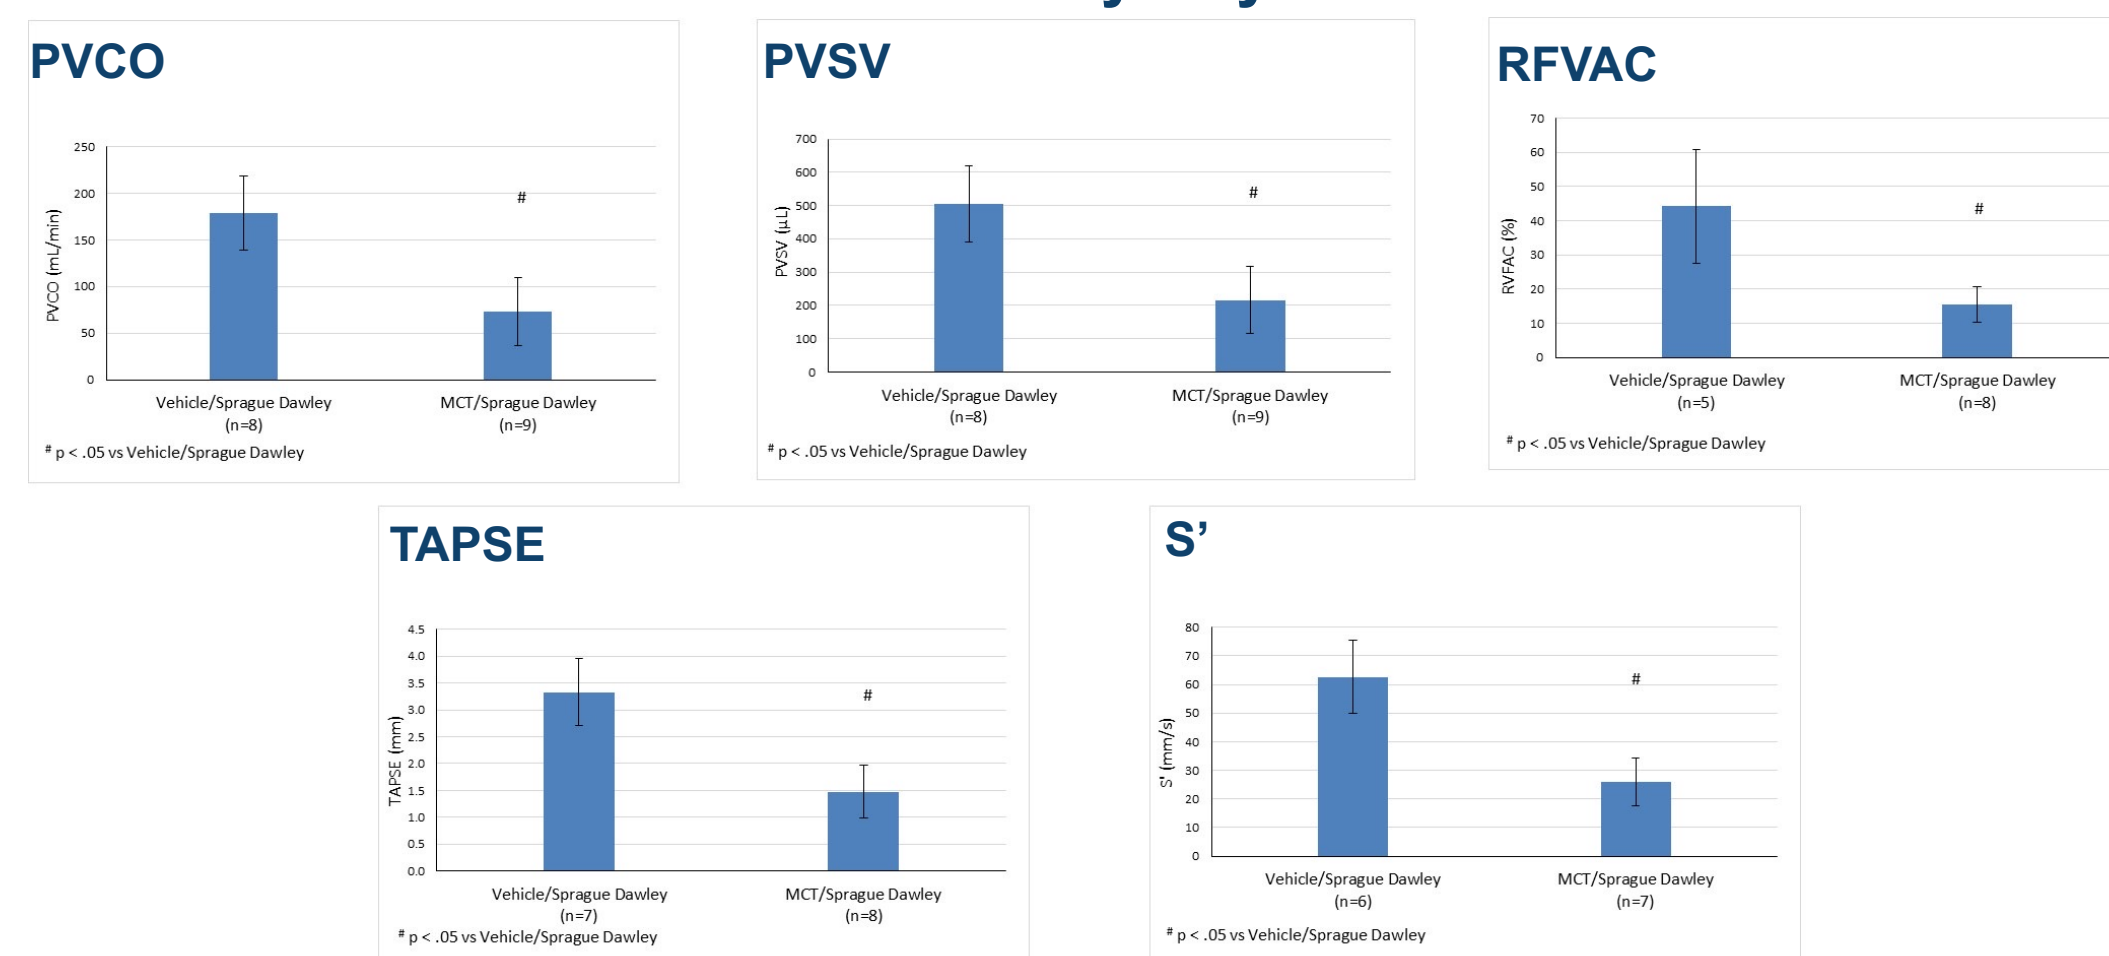 PVCO
250
200
150
100
50
0
PVCO (mL/min)
#
Vehicle/Sprague Dawley
(n=8)
MCT/Sprague Dawley
(n=9)
# p < .05 vs Vehicle/Sprague Dawley
PVSV
700
600
500
400
300
200
100
0
PVSV (µL)
#
Vehicle/Sprague Dawley
(n=8)
MCT/Sprague Dawley
(n=9)
# p < .05 vs Vehicle/Sprague Dawley
RFVAC
70
60
50
40
30
20
10
0
RVFAC (%)
#
Vehicle/Sprague Dawley
(n=5)
MCT/Sprague Dawley
(n=8)
# p < .05 vs Vehicle/Sprague Dawley
TAPSE
4.5
4.0
3.5
3.0
2.5
2.0
1.5
1.0
0.5
0.0
TAPSE (mm)
#
Vehicle/Sprague Dawley
(n=7)
MCT/Sprague Dawley
(n=8)
# p < .05 vs Vehicle/Sprague Dawley
S’
80
70
60
50
40
30
20
10
0
S' (mm/s)
#
Vehicle/Sprague Dawley
(n=6)
MCT/Sprague Dawley
(n=7)
# p < .05 vs Vehicle/Sprague Dawley